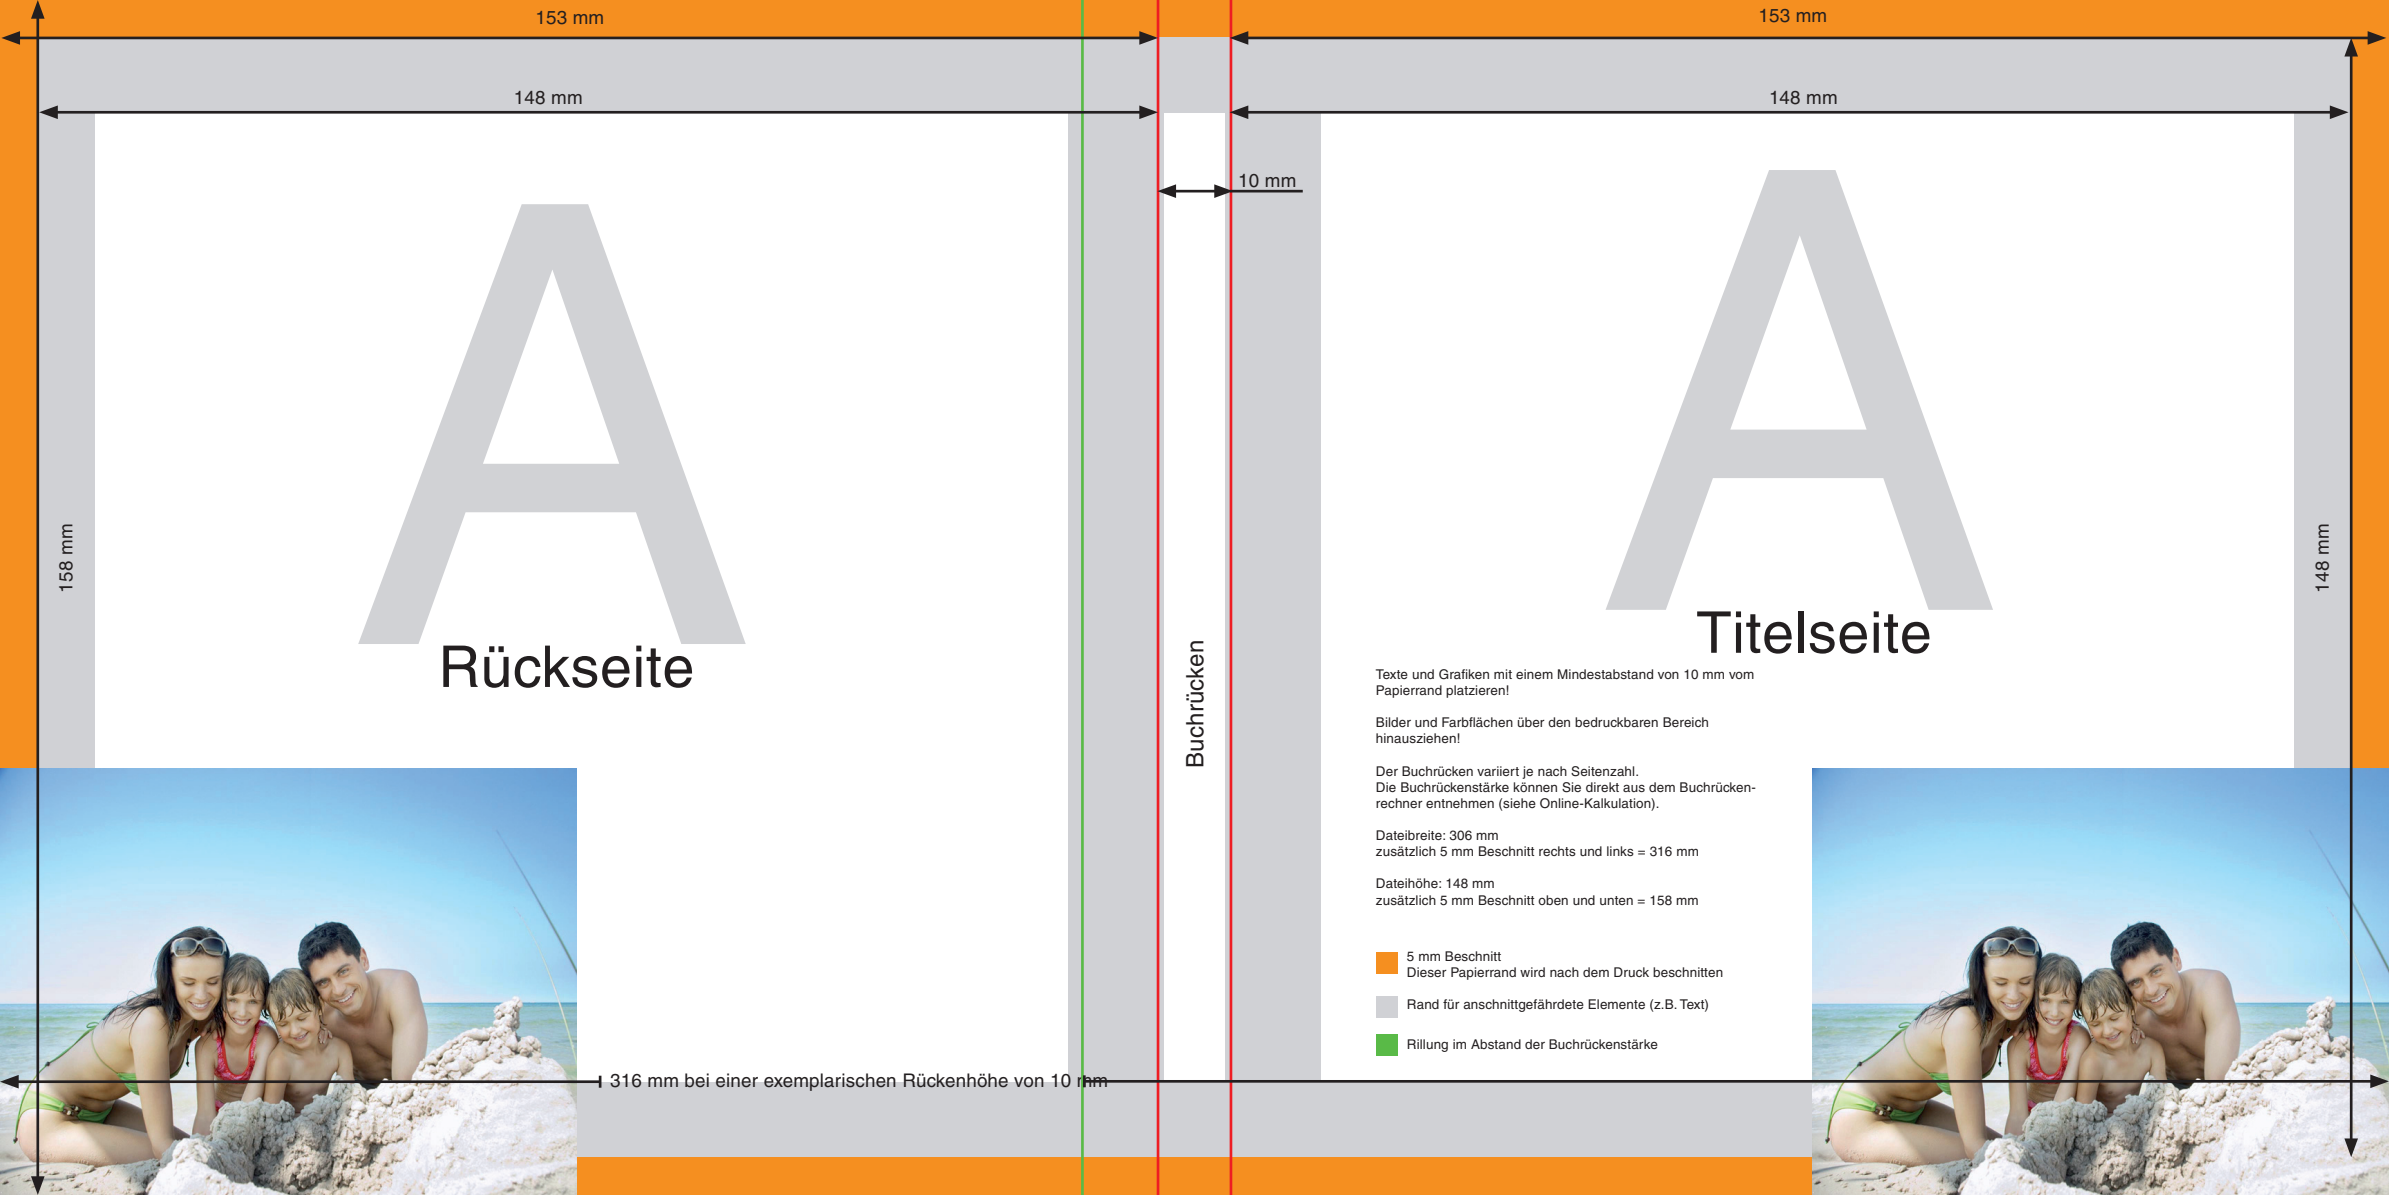 153 mm
153 mm
148 mm
148 mm
10 mm
A
A
158 mm
148 mm
Rückseite
Buchrücken
Titelseite
Texte und Grafiken mit einem Mindestabstand von 10 mm vom
Papierrand platzieren!
Bilder und Farbflächen über den bedruckbaren Bereich
hinausziehen!
Der Buchrücken variiert je nach Seitenzahl.
Die Buchrückenstärke können Sie direkt aus dem Buchrücken-
rechner entnehmen (siehe Online-Kalkulation).
Dateibreite: 306 mm
zusätzlich 5 mm Beschnitt rechts und links = 316 mm
Dateihöhe: 148 mm
zusätzlich 5 mm Beschnitt oben und unten = 158 mm
5 mm Beschnitt
Dieser Papierrand wird nach dem Druck beschnitten
Rand für anschnittgefährdete Elemente (z.B. Text)
Rillung im Abstand der Buchrückenstärke
316 mm bei einer exemplarischen Rückenhöhe von 10 mm